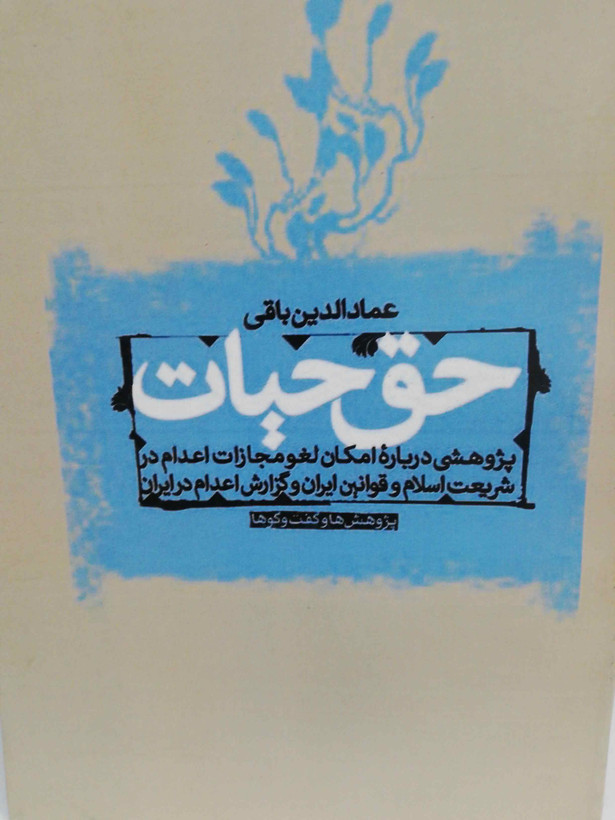 عمادالدین باقی
حق حیات
پژوهشی دربارهٔ امکان لغو مجازات اعدام در
شریعت اسلام و قوانین ایران و گزارش اعدام در ایران
پژوهش‌ها و گفت‌وگوها